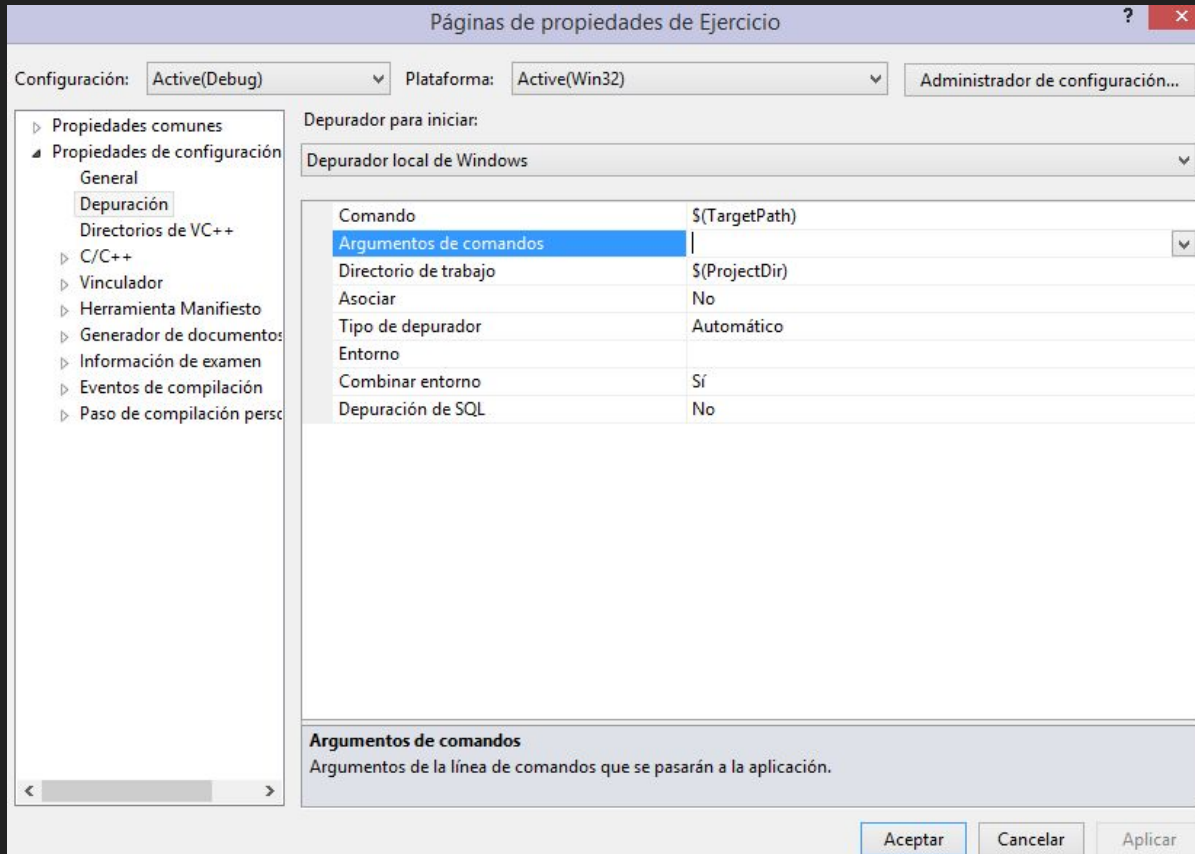 Páginas de propiedades de Ejercicio
?
Configuración: Active(Debug) Plataforma: Active(Win32) Administrador de configuración...
Propiedades comunes
Propiedades de configuración
General
Depuración
Directorios de VC++
C/C++
Vinculador
Herramienta Manifiesto
Generador de documentos
Información de examen
Eventos de compilación
Paso de compilación perso
Depurador para iniciar:
Depurador local de Windows
Comando $(TargetPath)
Argumentos de comandos
Directorio de trabajo $(ProjectDir)
Asociar No
Tipo de depurador Automático
Entorno
Combinar entorno Sí
Depuración de SQL No
Argumentos de comandos
Argumentos de la línea de comandos que se pasarán a la aplicación.
Aceptar Cancelar Aplicar